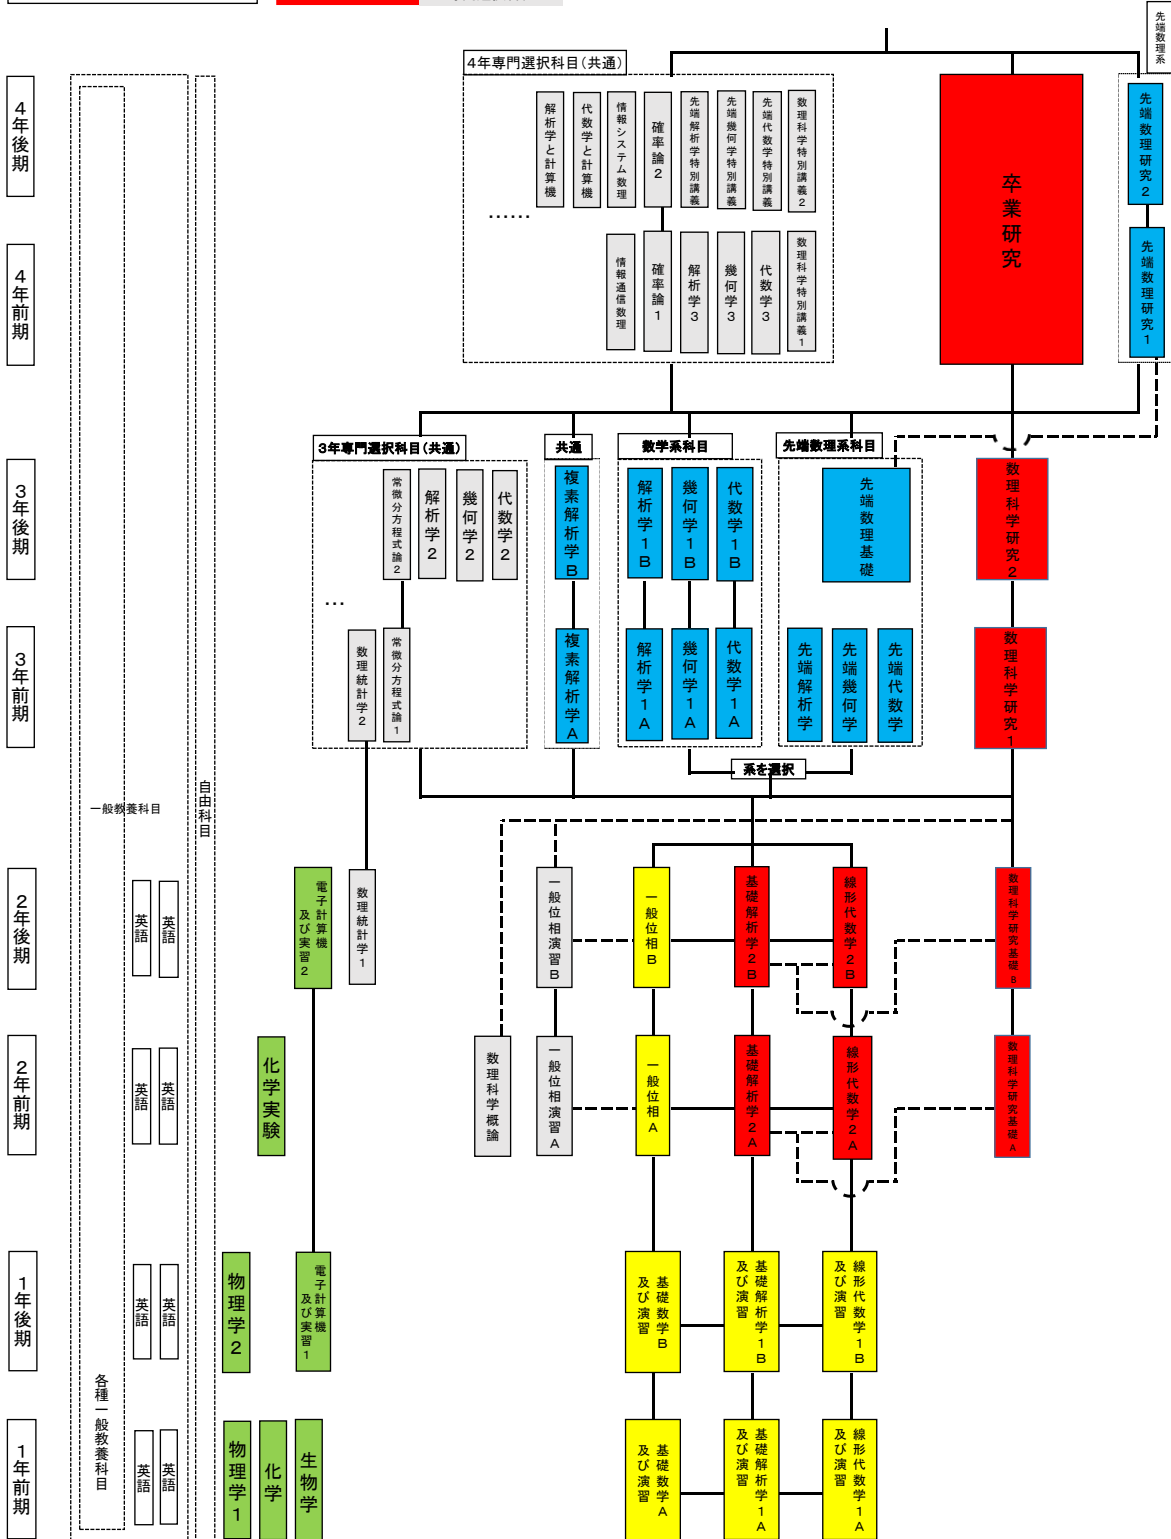 先端数理系
4年専門選択科目(共通)
4年後期
解析学と計算機
代数学と計算機
情報システム数理
確率論2
先端解析学特別講義
先端幾何学特別講義
先端代数学特別講義
数理科学特別講義2
卒業研究
先端数理研究2
……
4年前期
情報通信数理
確率論1
解析学3
幾何学3
代数学3
数理科学特別講義1
先端数理研究1
3年専門選択科目(共通)
共通
数学系科目
先端数理系科目
3年後期
常微分方程式論2
解析学2
幾何学2
代数学2
複素解析学B
解析学1B
幾何学1B
代数学1B
先端数理基礎
数理科学研究2
…
3年前期
数理統計学2
常微分方程式論1
複素解析学A
解析学1A
幾何学1A
代数学1A
先端解析学
先端幾何学
先端代数学
数理科学研究1
系を選択
一般教養科目
自由科目
2年後期
英語
英語
電子計算機
及び実習2
数理統計学1
一般位相演習B
一般位相B
基礎解析学2B
線形代数学2B
数理科学研究基礎B
2年前期
英語
英語
化学実験
数理科学概論
一般位相演習A
一般位相A
基礎解析学2A
線形代数学2A
数理科学研究基礎A
1年後期
英語
英語
物理学2
電子計算機
及び実習1
基礎数学B
及び演習
基礎解析学1B
及び演習
線形代数学1B
及び演習
各種一般教養科目
1年前期
英語
英語
物理学1
化学
生物学
基礎数学A
及び演習
基礎解析学1A
及び演習
線形代数学1A
及び演習